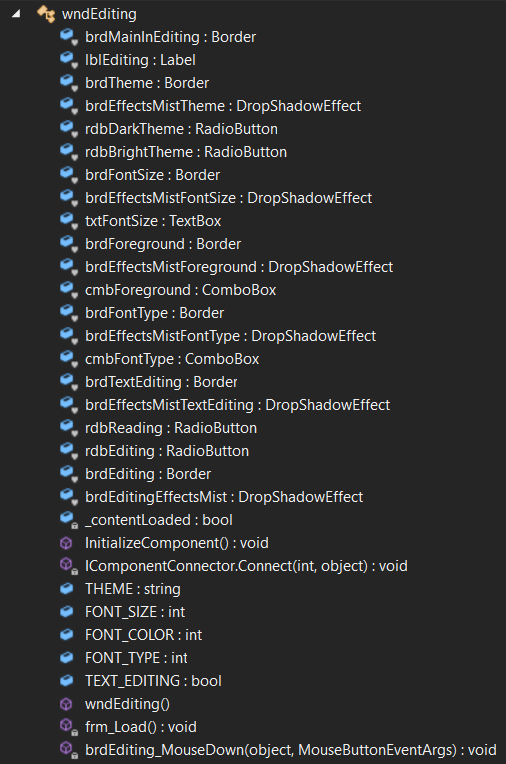 wndEditing
brdMainInEditing : Border
lblEditing : Label
brdTheme : Border
brdEffectsMistTheme : DropShadowEffect
rdbDarkTheme : RadioButton
rdbBrightTheme : RadioButton
brdFontSize : Border
brdEffectsMistFontSize : DropShadowEffect
txtFontSize : TextBox
brdForeground : Border
brdEffectsMistForeground : DropShadowEffect
cmbForeground : ComboBox
brdFontType : Border
brdEffectsMistFontType : DropShadowEffect
cmbFontType : ComboBox
brdTextEditing : Border
brdEffectsMistTextEditing : DropShadowEffect
rdbReading : RadioButton
rdbEditing : RadioButton
brdEditing : Border
brdEditingEffectsMist : DropShadowEffect
_contentLoaded : bool
InitializeComponent() : void
IComponentConnector.Connect(int, object) : void
THEME : string
FONT_SIZE : int
FONT_COLOR : int
FONT_TYPE : int
TEXT_EDITING : bool
wndEditing()
frm_Load() : void
brdEditing_MouseDown(object, MouseButtonEventArgs) : void